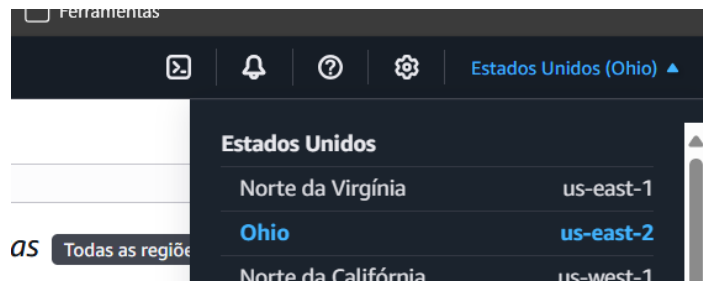 Ferramentas
Estados Unidos (Ohio)
Estados Unidos
Norte da Virgínia us-east-1
Ohio us-east-2
as Todas as regiõe
Norte da Califórnia us-west-1